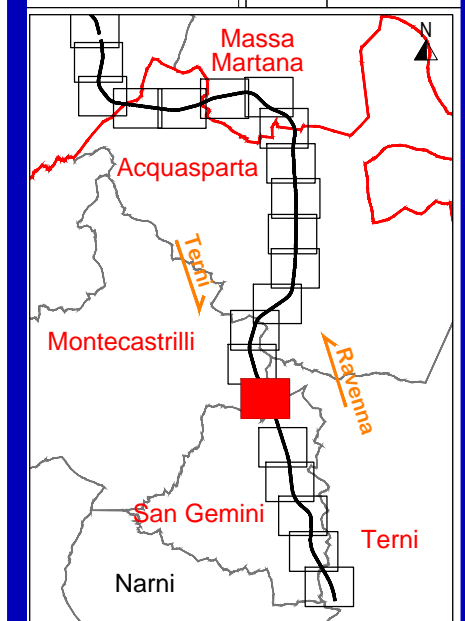 Massa
Martana
N
Acquasparta
Terni
Montecastrilli
Ravenna
San Gemini
Terni
Narni